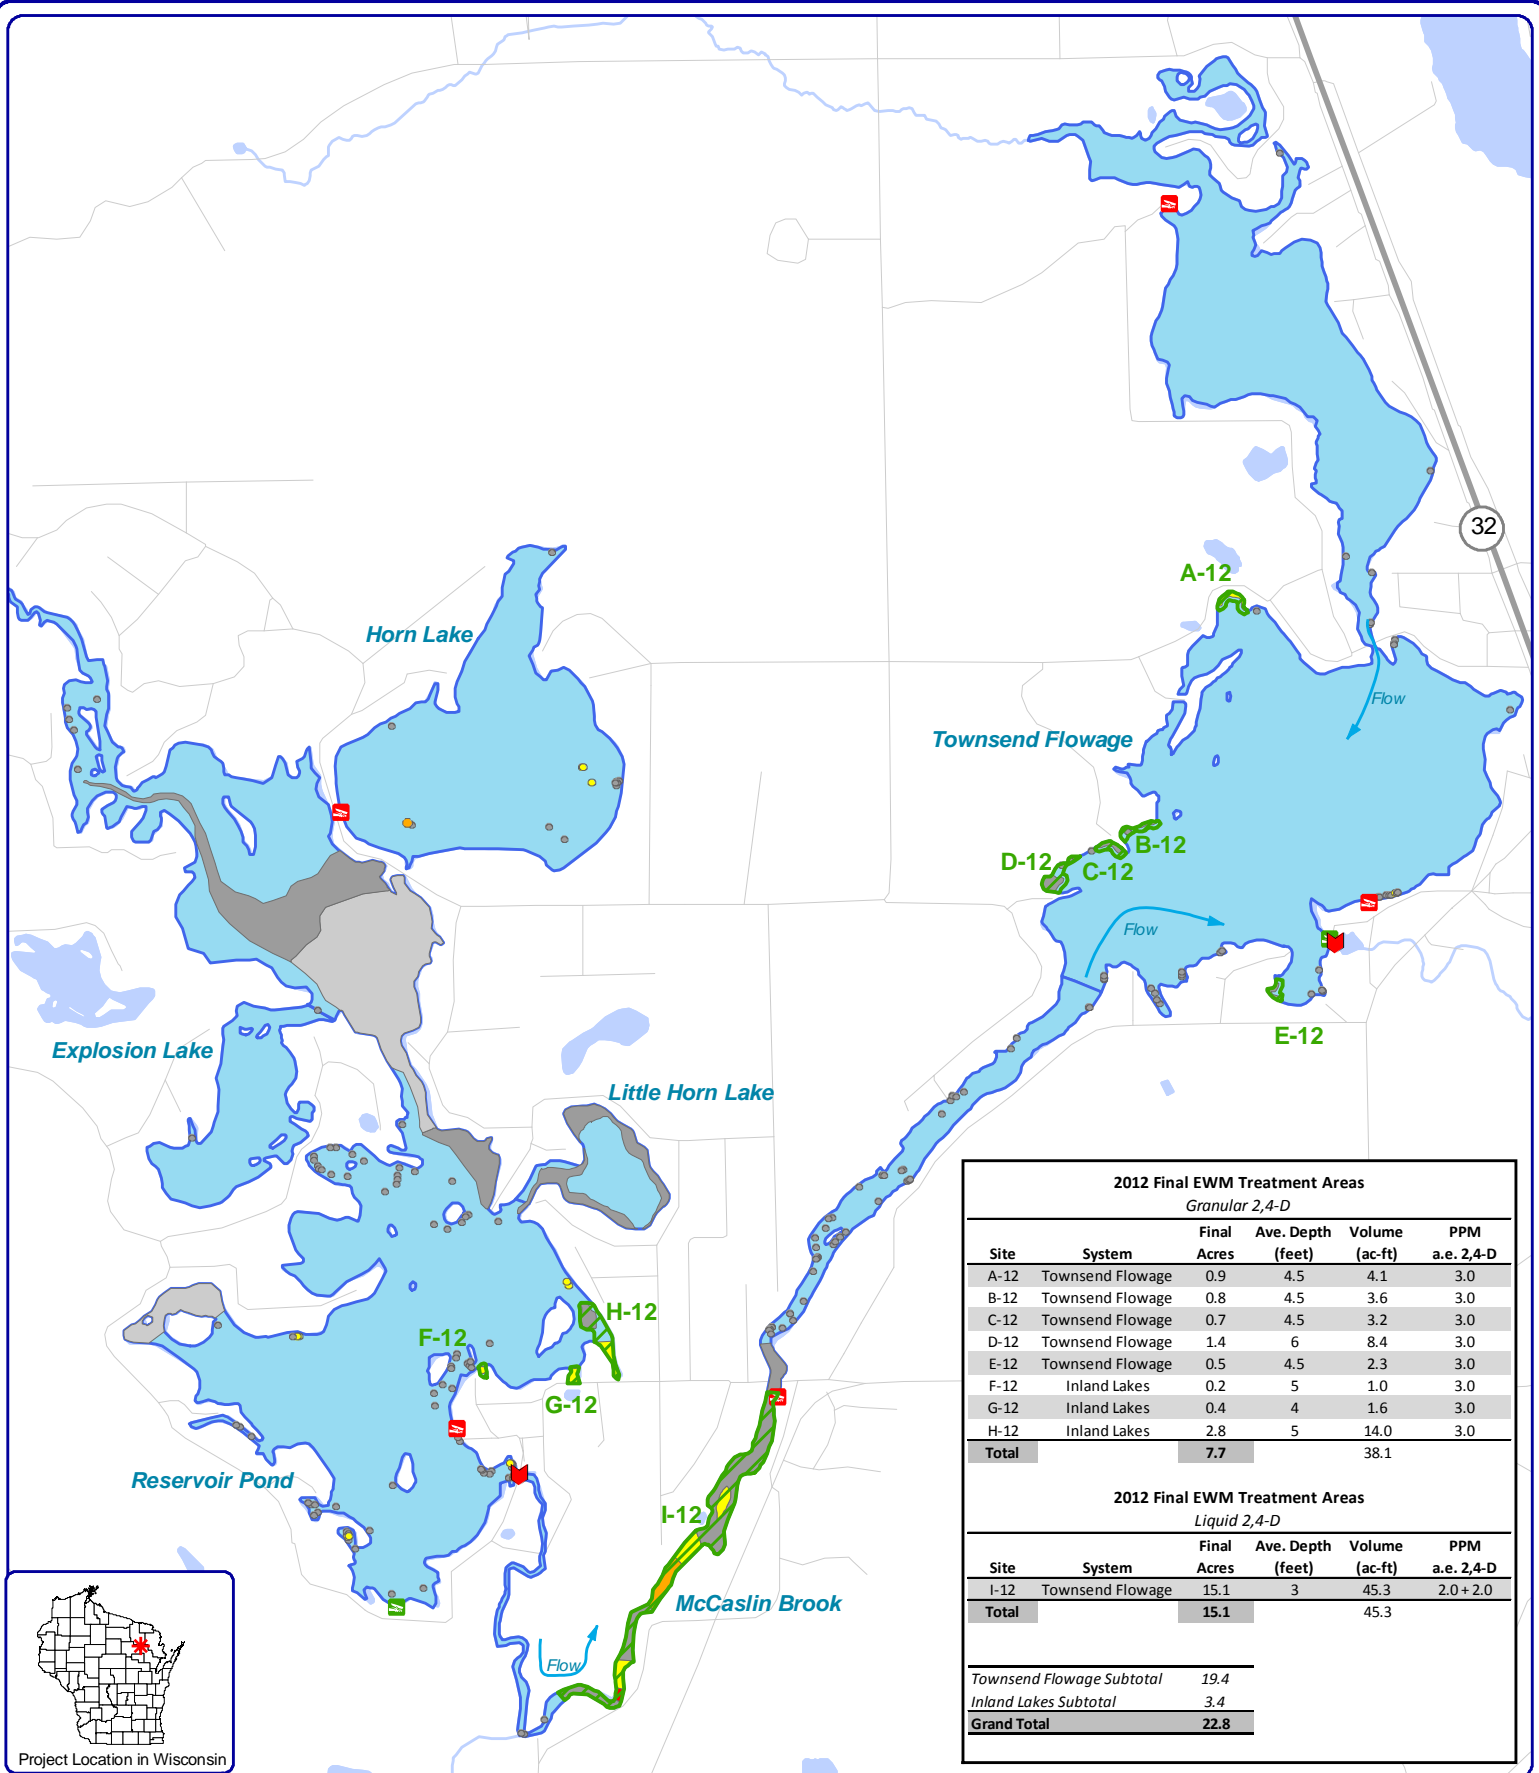 32
A-12
Horn Lake
Flow
Townsend Flowage
B-12
D-12
C-12
Flow
E-12
Explosion Lake
Little Horn Lake
H-12
F-12
G-12
Reservoir Pond
I-12
McCaslin Brook
Flow
Project Location in Wisconsin
2012 Final EWM Treatment Areas
Granular 2,4-D
Final Ave. Depth Volume PPM
Site System Acres (feet) (ac-ft) a.e. 2,4-D
A-12 Townsend Flowage 0.9 4.5 4.1 3.0
B-12 Townsend Flowage 0.8 4.5 3.6 3.0
C-12 Townsend Flowage 0.7 4.5 3.2 3.0
D-12 Townsend Flowage 1.4 6 8.4 3.0
E-12 Townsend Flowage 0.5 4.5 2.3 3.0
F-12 Inland Lakes 0.2 5 1.0 3.0
G-12 Inland Lakes 0.4 4 1.6 3.0
H-12 Inland Lakes 2.8 5 14.0 3.0
Total 7.7 38.1
2012 Final EWM Treatment Areas
Liquid 2,4-D
Final Ave. Depth Volume PPM
Site System Acres (feet) (ac-ft) a.e. 2,4-D
I-12 Townsend Flowage 15.1 3 45.3 2.0 + 2.0
Total 15.1 45.3
Townsend Flowage Subtotal 19.4
Inland Lakes Subtotal 3.4
Grand Total 22.8